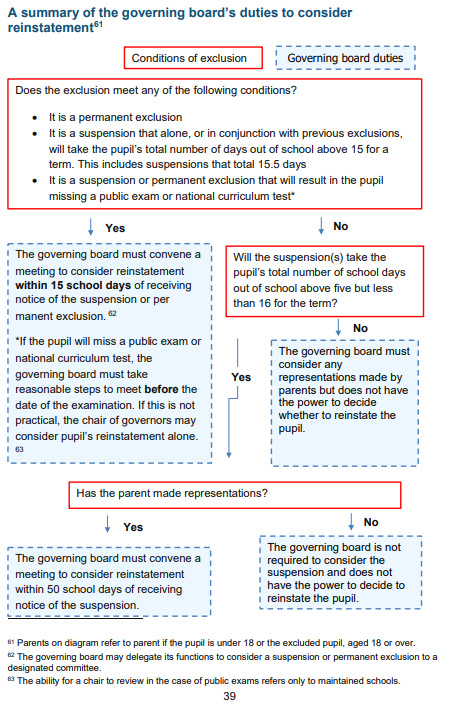 A summary of the governing board's duties to consider
reinstatement61
Conditions of exclusion
Governing board duties
Does the exclusion meet any of the following conditions?
• It is a permanent exclusion
• It is a suspension that alone, or in conjunction with previous exclusions,
will take the pupil's total number of days out of school above 15 for a
term. This includes suspensions that total 15.5 days
• It is a suspension or permanent exclusion that will result in the pupil
missing a public exam or national curriculum test*
Yes
No
The governing board must convene a
meeting to consider reinstatement
within 15 school days of receiving
notice of the suspension or per
manent exclusion. 62
*If the pupil will miss a public exam or
national curriculum test, the
governing board must take
reasonable steps to meet before the
date of the examination. If this is not
practical, the chair of governors may
consider pupil's reinstatement alone.
63
Will the suspension(s) take the
pupil's total number of school days
out of school above five but less
than 16 for the term?
Yes
No
The governing board must
consider any
representations made by
parents but does not have
the power to decide
whether to reinstate the
pupil.
Has the parent made representations?
Yes
No
The governing board must convene a
meeting to consider reinstatement
within 50 school days of receiving
notice of the suspension.
The governing board is not
required to consider the
suspension and does not
have the power to decide to
reinstate the pupil.
61 Parents on diagram refer to parent if the pupil is under 18 or the excluded pupil, aged 18 or over.
62 The governing board may delegate its functions to consider a suspension or permanent exclusion to a
designated committee.
63 The ability for a chair to review in the case of public exams refers only to maintained schools.
39